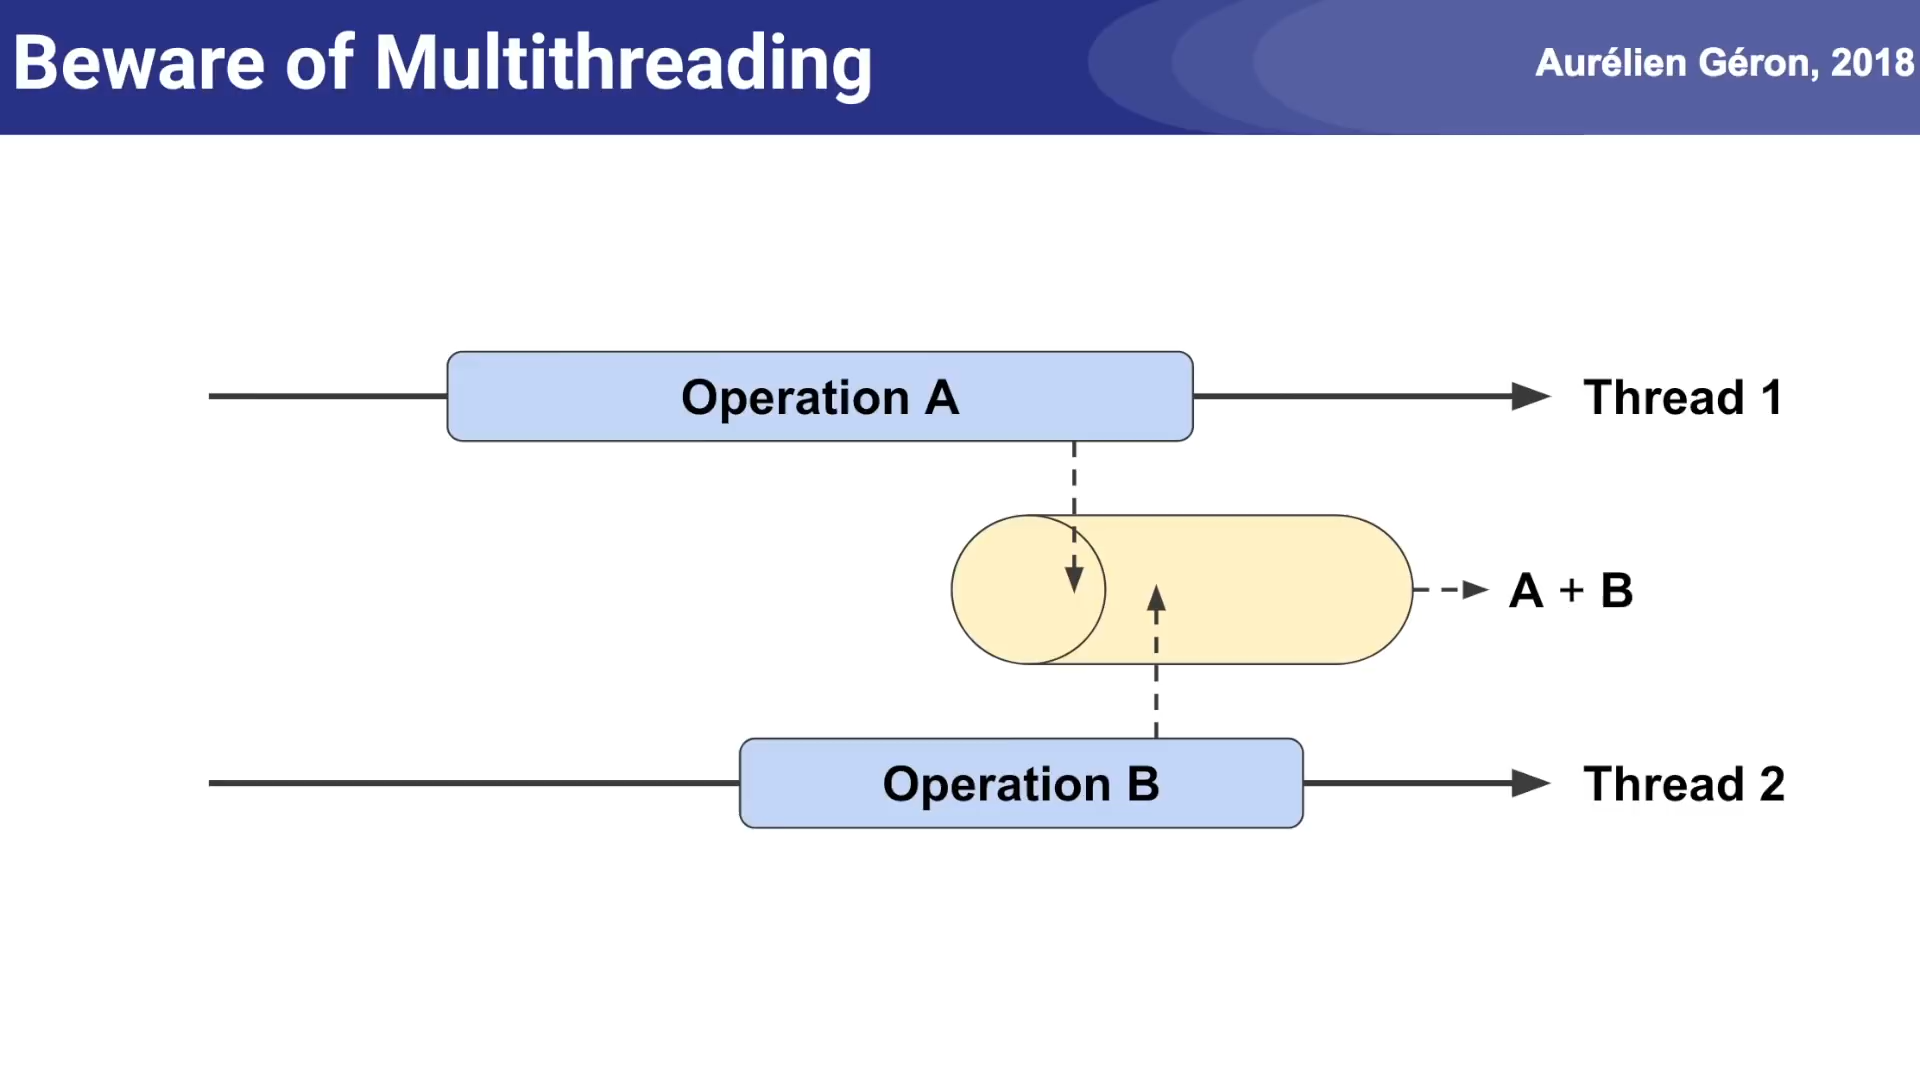 Beware of Multithreading
Aurélien Géron, 2018
Operation A
Thread 1
A + B
Operation B
Thread 2